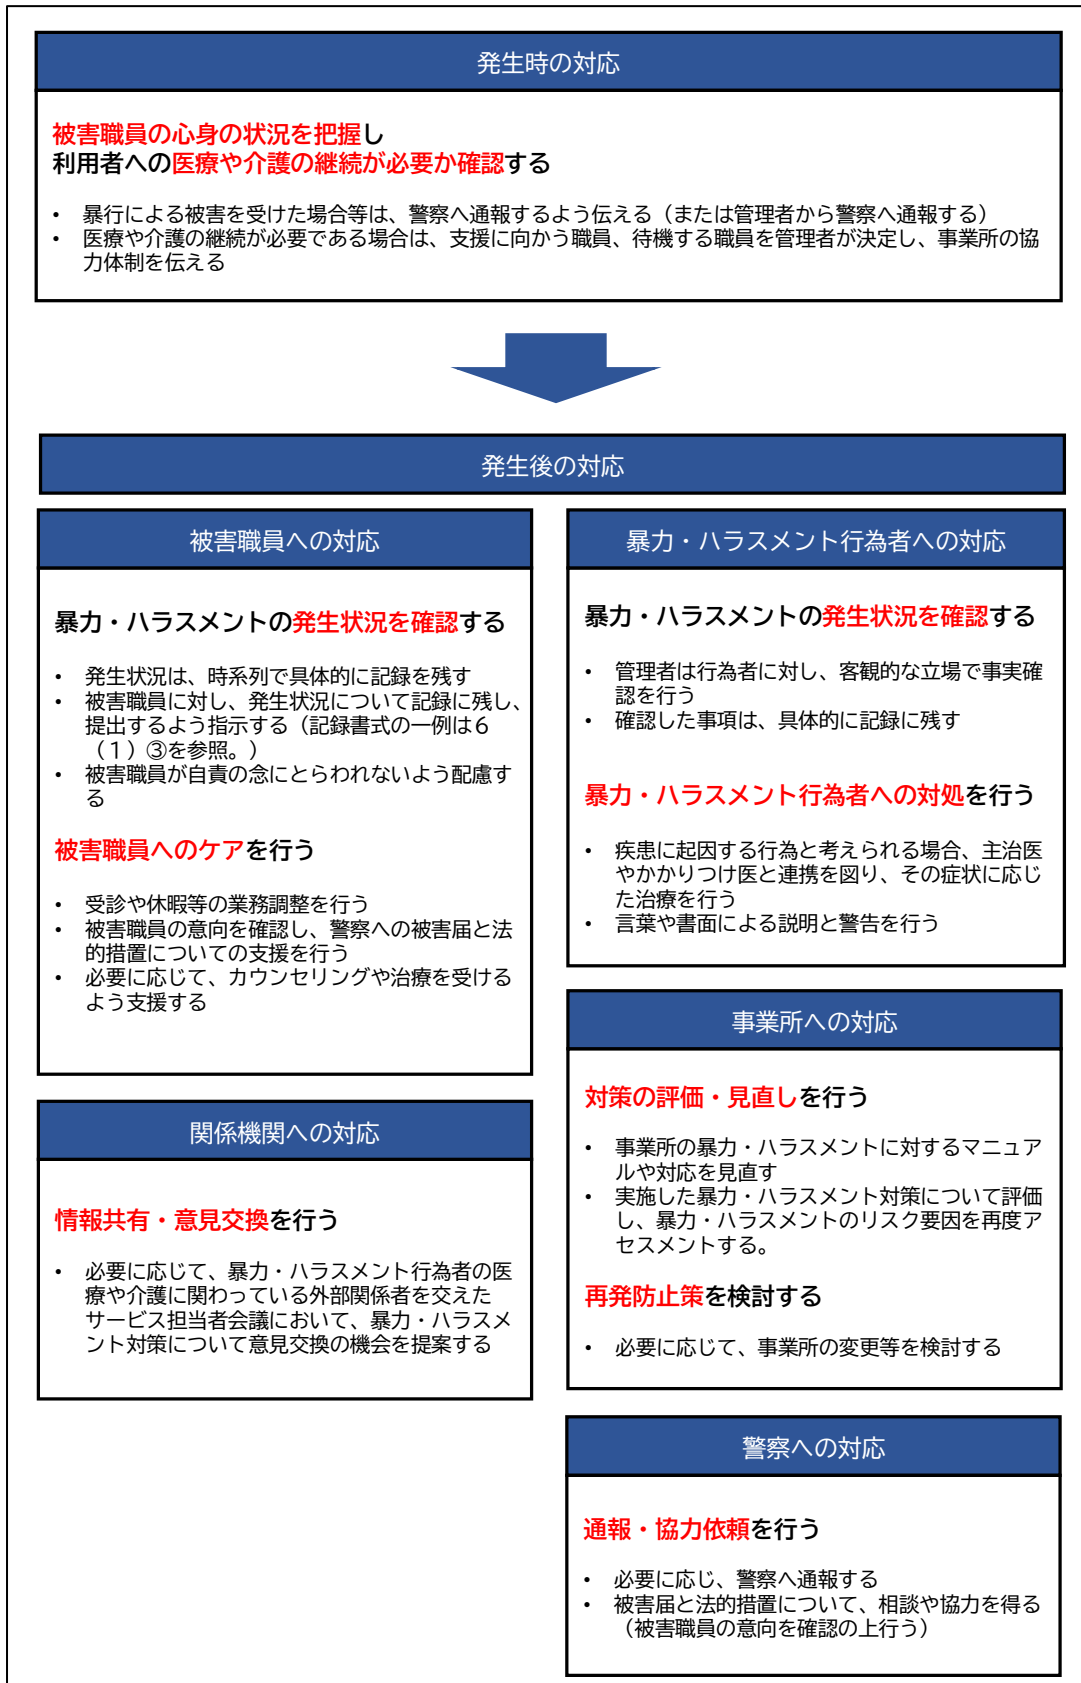 発生時の対応
被害職員の心身の状況を把握し
利用者への医療や介護の継続が必要か確認する
• 暴行による被害を受けた場合等は、警察へ通報するよう伝える（または管理者から警察へ通報する）
• 医療や介護の継続が必要である場合は、支援に向かう職員、待機する職員を管理者が決定し、事業所の協
力体制を伝える
発生後の対応
被害職員への対応
暴力・ハラスメントの発生状況を確認する
• 発生状況は、時系列で具体的に記録を残す
• 被害職員に対し、発生状況について記録に残し、
提出するよう指示する（記録書式の一例は６
（１）③を参照。）
• 被害職員が自責の念にとらわれないよう配慮す
る
被害職員へのケアを行う
• 受診や休暇等の業務調整を行う
• 被害職員の意向を確認し、警察への被害届と法
的措置についての支援を行う
• 必要に応じて、カウンセリングや治療を受ける
よう支援する
関係機関への対応
情報共有・意見交換を行う
• 必要に応じて、暴力・ハラスメント行為者の医
療や介護に関わっている外部関係者を交えた
サービス担当者会議において、暴力・ハラスメ
ント対策について意見交換の機会を提案する
暴力・ハラスメント行為者への対応
暴力・ハラスメントの発生状況を確認する
• 管理者は行為者に対し、客観的な立場で事実確
認を行う
• 確認した事項は、具体的に記録に残す
暴力・ハラスメント行為者への対処を行う
• 疾患に起因する行為と考えられる場合、主治医
やかかりつけ医と連携を図り、その症状に応じ
た治療を行う
• 言葉や書面による説明と警告を行う
事業所への対応
対策の評価・見直しを行う
• 事業所の暴力・ハラスメントに対するマニュア
ルや対応を見直す
• 実施した暴力・ハラスメント対策について評価
し、暴力・ハラスメントのリスク要因を再度ア
セスメントする。
再発防止策を検討する
• 必要に応じて、事業所の変更等を検討する
警察への対応
通報・協力依頼を行う
• 必要に応じ、警察へ通報する
• 被害届と法的措置について、相談や協力を得る
（被害職員の意向を確認の上行う）